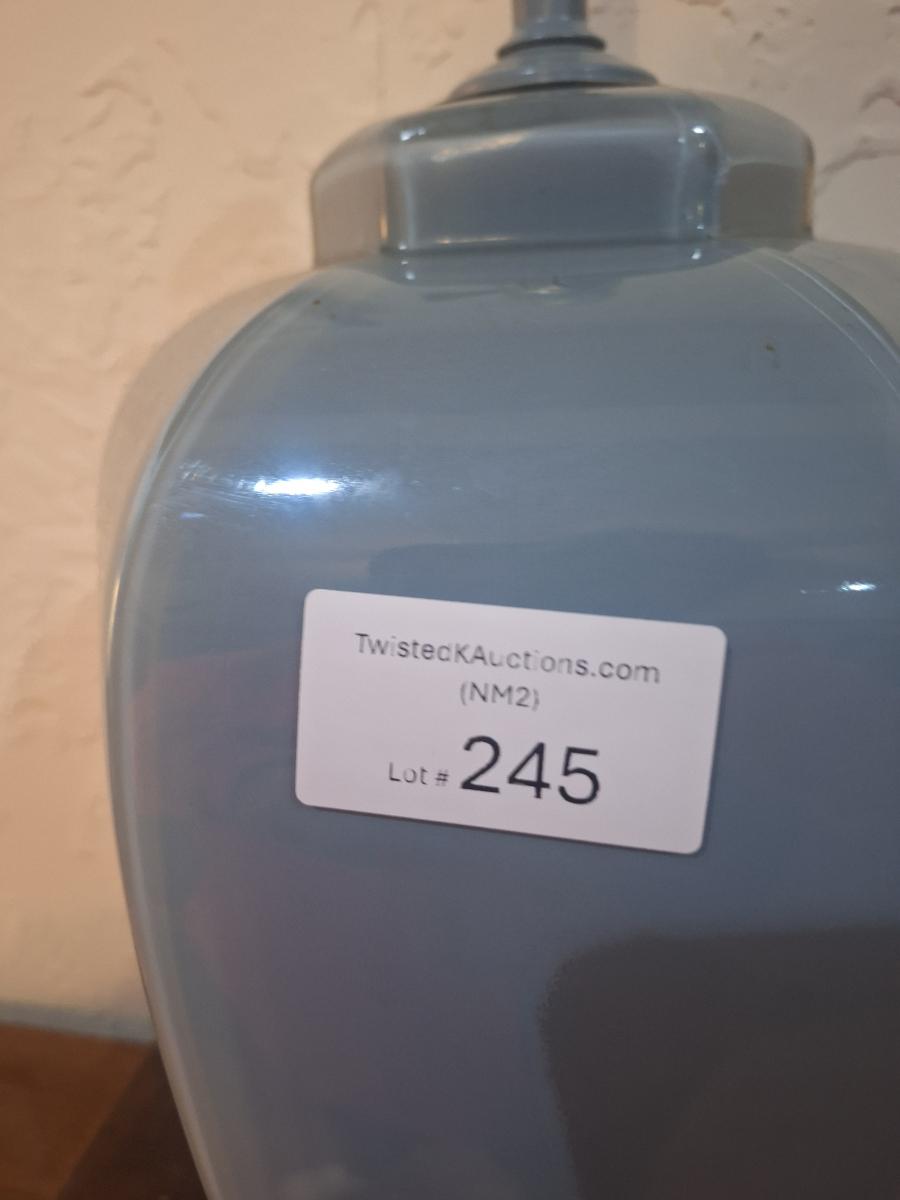 TwistedKAuctions.com
(NM2)
Lot # 245